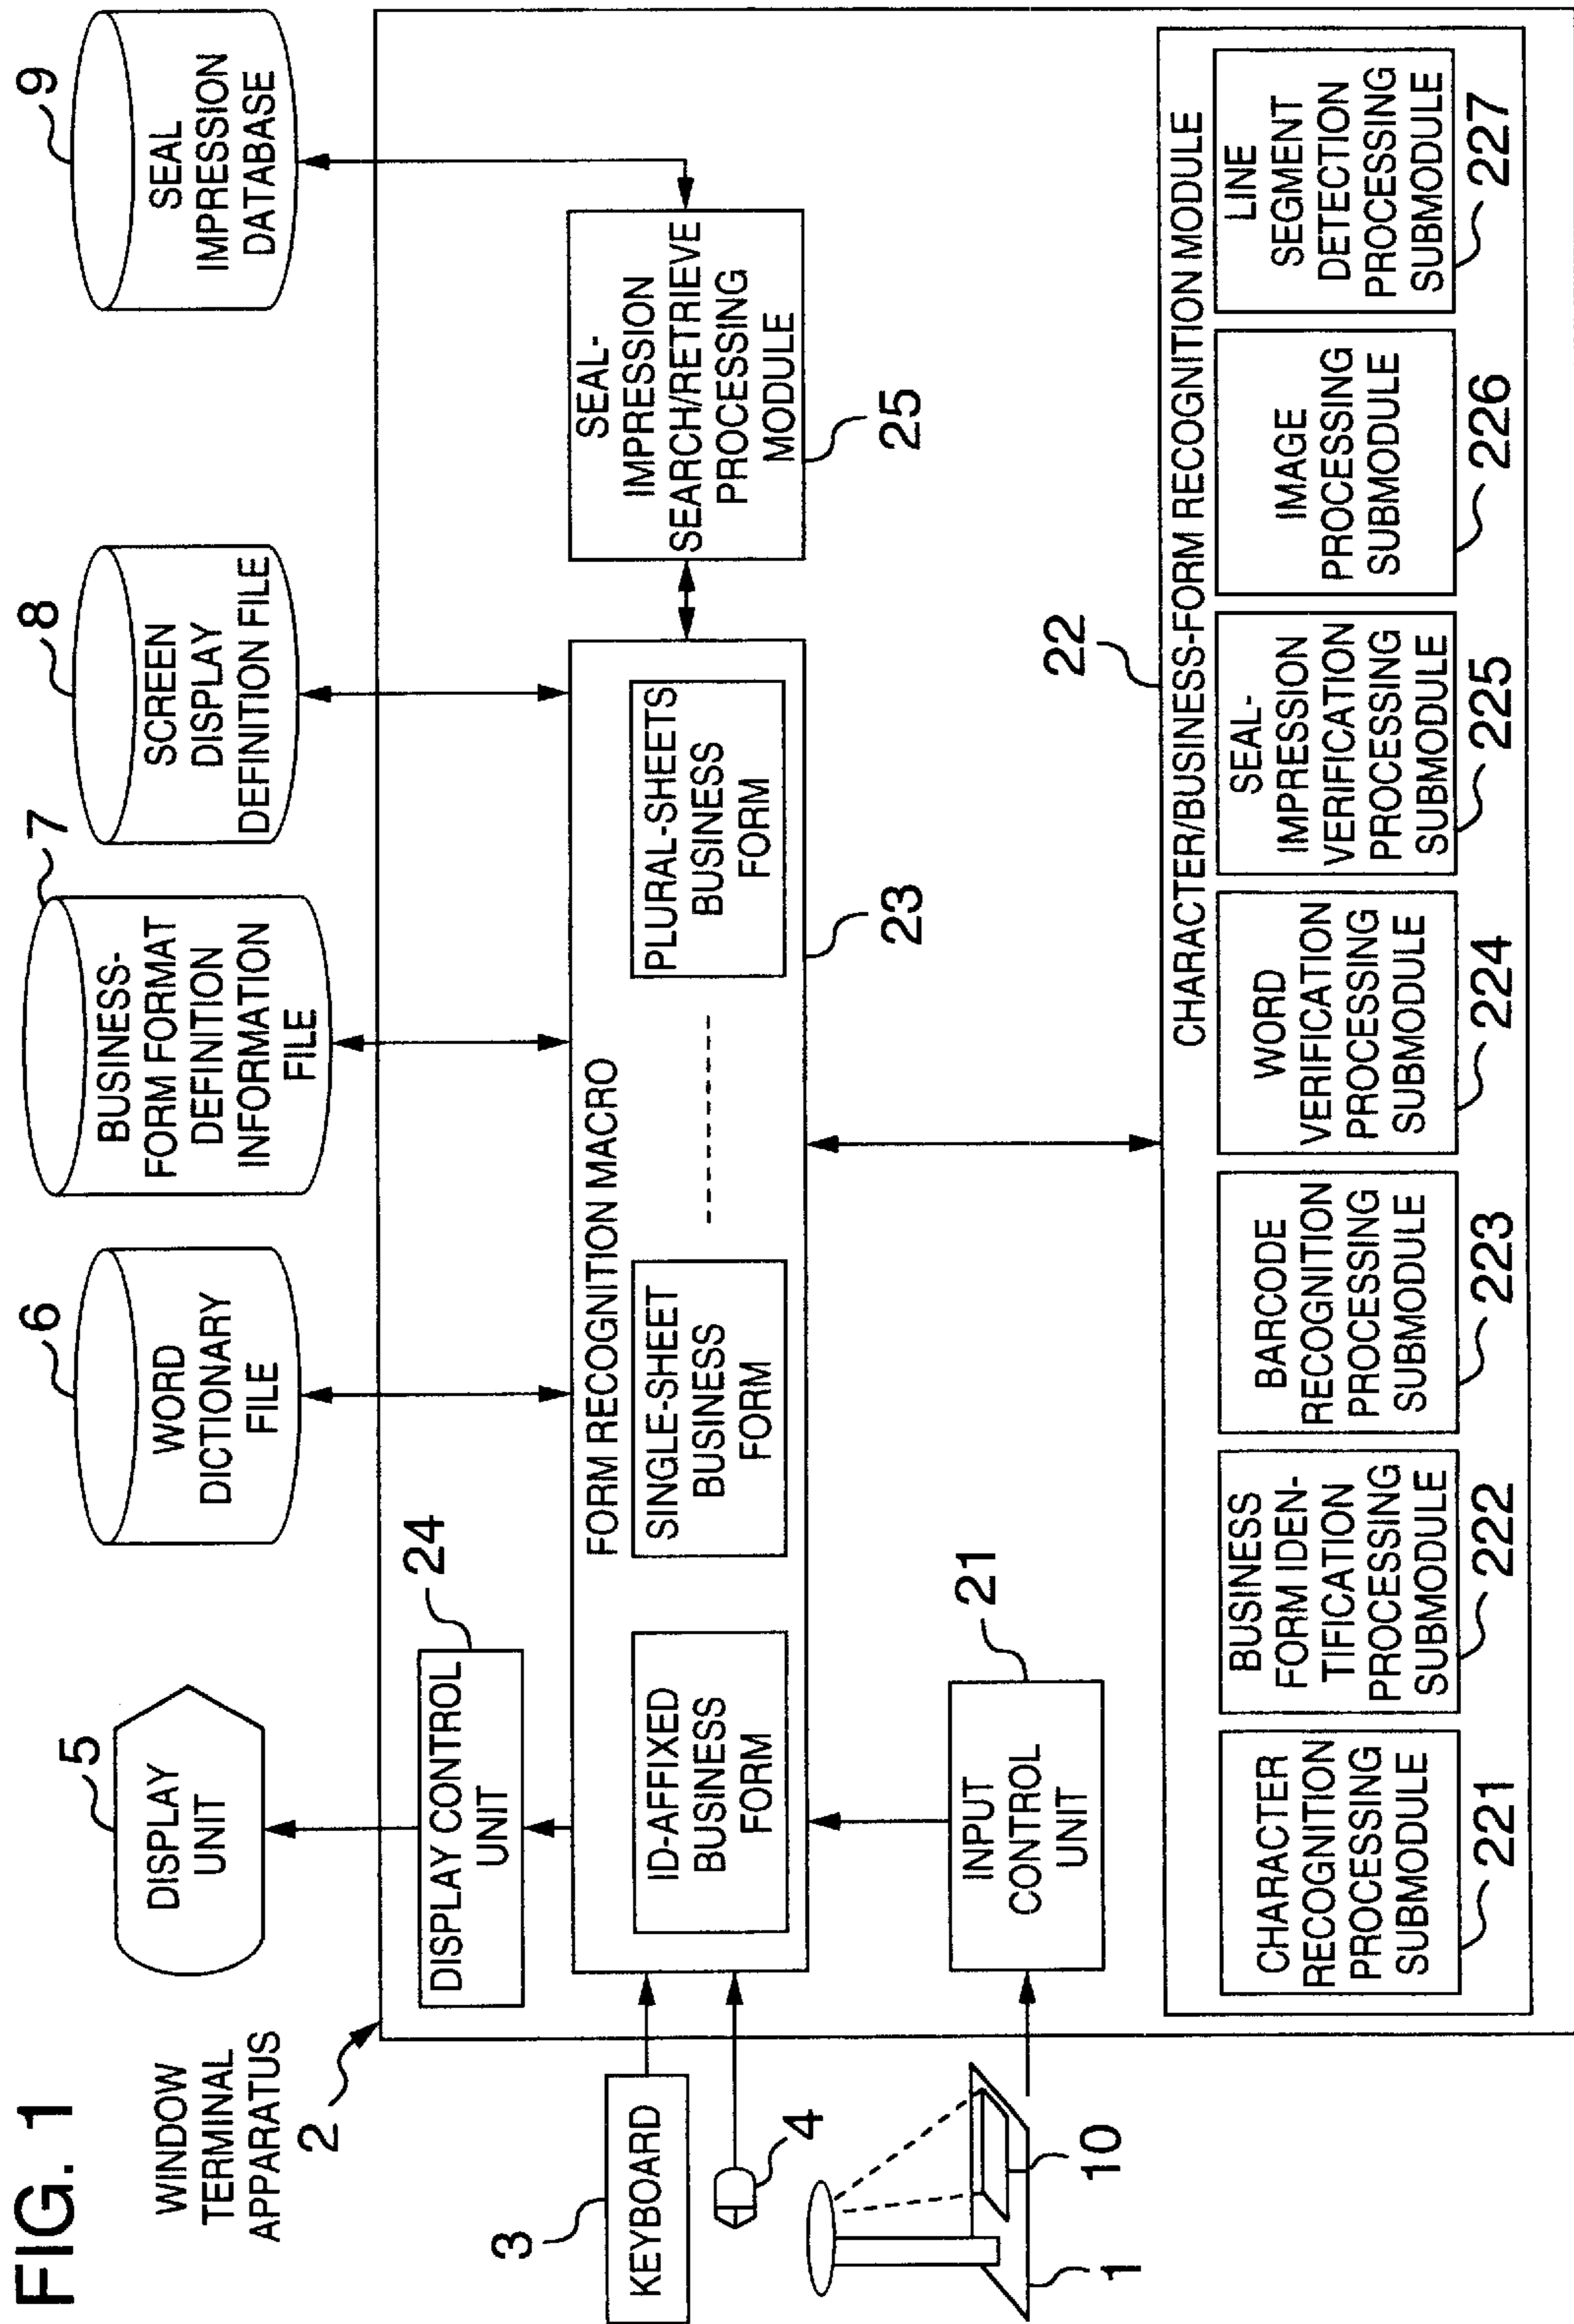 FIG. 1
WINDOW
TERMINAL
APPARATUS
2
DISPLAY
UNIT
5
WORD
DICTIONARY
FILE
6
BUSINESS-
FORM FORMAT
DEFINITION
INFORMATION
FILE
7
SCREEN
DISPLAY
DEFINITION FILE
8
SEAL
IMPRESSION
DATABASE
9
DISPLAY CONTROL
UNIT
24
KEYBOARD
3
4
FORM RECOGNITION MACRO
ID-AFFIXED
BUSINESS
FORM
SINGLE-SHEET
BUSINESS
FORM
PLURAL-SHEETS
BUSINESS
FORM
23
SEAL-
IMPRESSION
SEARCH/RETRIEVE
PROCESSING
MODULE
25
INPUT
CONTROL
UNIT
21
10
1
22
CHARACTER/BUSINESS-FORM RECOGNITION MODULE
CHARACTER
RECOGNITION
PROCESSING
SUBMODULE
221
BUSINESS
FORM IDEN-
TIFICATION
PROCESSING
SUBMODULE
222
BARCODE
RECOGNITION
PROCESSING
SUBMODULE
223
WORD
VERIFICATION
PROCESSING
SUBMODULE
224
SEAL-
IMPRESSION
VERIFICATION
PROCESSING
SUBMODULE
225
IMAGE
PROCESSING
SUBMODULE
226
LINE
SEGMENT
DETECTION
PROCESSING
SUBMODULE
227